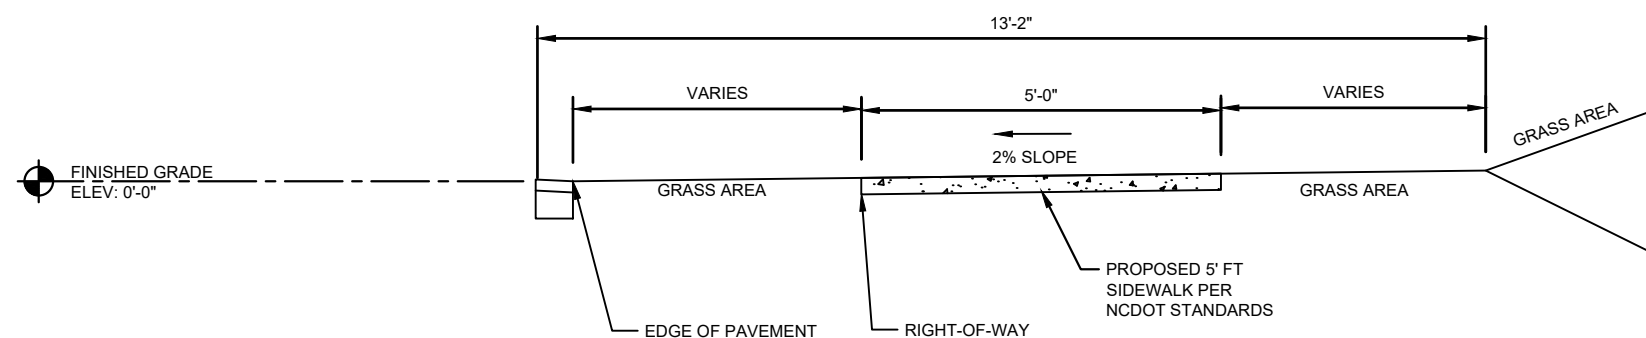 13'-2"
VARIES
5'-0"
VARIES
GRASS AREA
2% SLOPE
FINISHED GRADE
ELEV: 0'-0"
GRASS AREA
GRASS AREA
PROPOSED 5' FT
SIDEWALK PER
NCDOT STANDARDS
EDGE OF PAVEMENT
RIGHT-OF-WAY